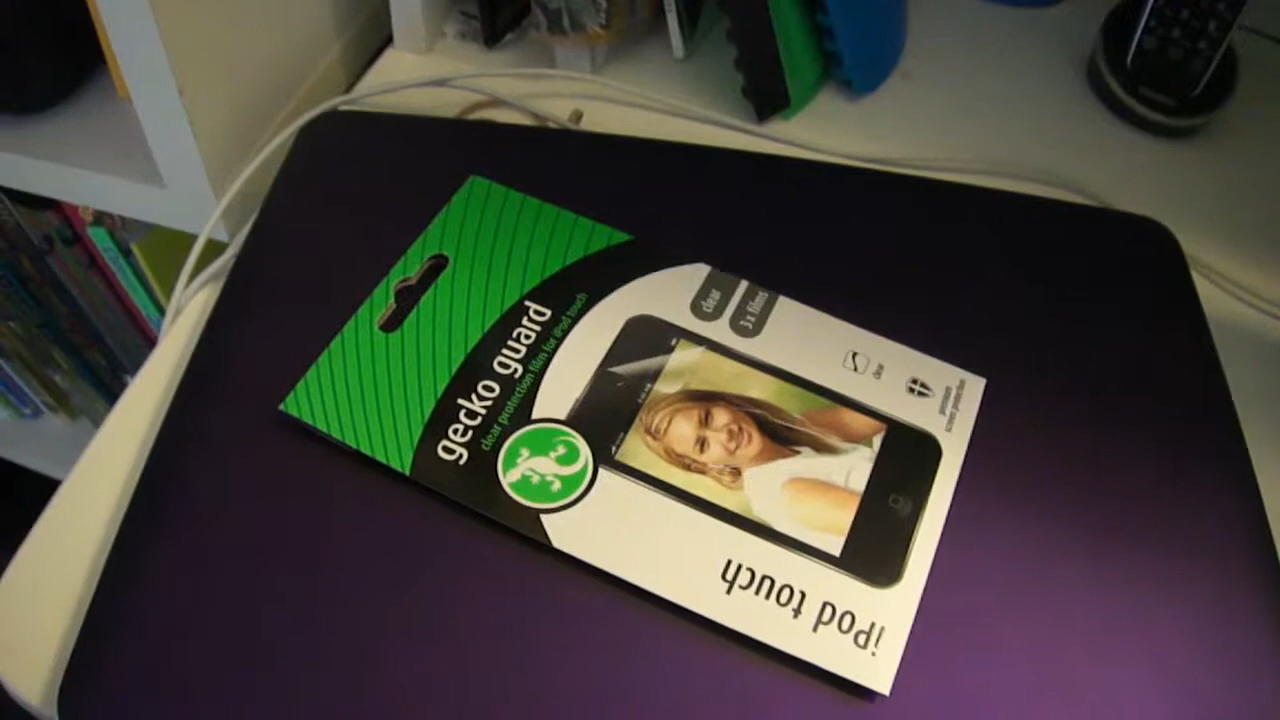 gecko guard
clear protection film for iPod touch
clear
3 x films
clear
premium
screen protection
iPod touch